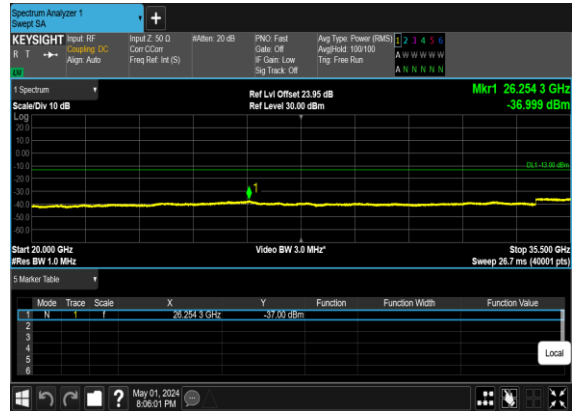 Spectrum Analyzer 1
Swept SA
+
KEYSIGHT Input: RF Input Z: 50 Ω #Atten: 20 dB PNO: Fast Avg Type: Power (RMS) 1 2 3 4 5 6
R T Coupling: DC Corr CCorr Gate: Off Avg|Hold: 100/100 A W W W W W
Align: Auto Freq Ref: Int (S) IF Gain: Low Trig: Free Run
Sig Track: Off A N N N N N
1 Spectrum Ref Lvl Offset 23.95 dB Mkr1 26.254 3 GHz
Scale/Div 10 dB Ref Level 30.00 dBm -36.999 dBm
Log
20.0
10.0
0.00
-10.0 DL1 -13.00 dBm
-20.0
-30.0 1
-40.0
-50.0
-60.0
Start 20.000 GHz Video BW 3.0 MHz* Stop 35.500 GHz
#Res BW 1.0 MHz Sweep 26.7 ms (40001 pts)
5 Marker Table
Mode Trace Scale X Y Function Function Width Function Value
1 N 1 f 26.254 3 GHz -37.00 dBm
2
3
4
5
6
Local
? May 01, 2024
8:06:01 PM